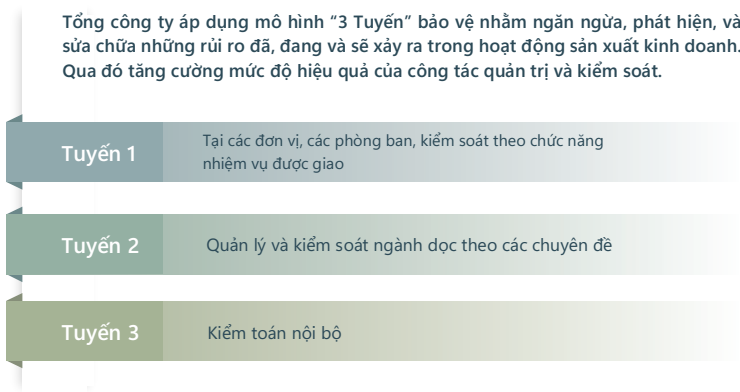 Tổng công ty áp dụng mô hình “3 Tuyến” bảo vệ nhằm ngăn ngừa, phát hiện, và
sửa chữa những rủi ro đã, đang và sẽ xảy ra trong hoạt động sản xuất kinh doanh.
Qua đó tăng cường mức độ hiệu quả của công tác quản trị và kiểm soát.
Tuyến 1
Tại các đơn vị, các phòng ban, kiểm soát theo chức năng
nhiệm vụ được giao
Tuyến 2
Quản lý và kiểm soát ngành dọc theo các chuyên đề
Tuyến 3
Kiểm toán nội bộ